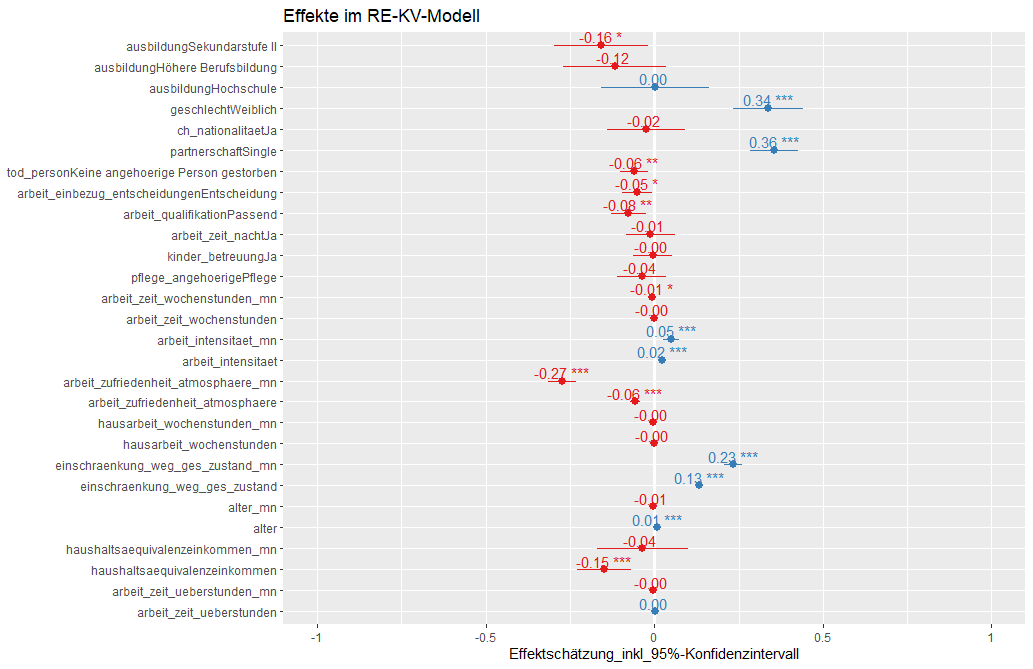 Effekte im RE-KV-Modell
ausbildungSekundarstufe II -0.16 *
ausbildungHöhere Berufsbildung -0.12
ausbildungHochschule 0.00
geschlechtWeiblich 0.34 ***
ch_nationalitaetJa -0.02
partnerschaftSingle 0.36 ***
tod_personKeine angehoerige Person gestorben -0.06 **
arbeit_einbezug_entscheidungenEntscheidung -0.05 *
arbeit_qualifikationPassend -0.08 **
arbeit_zeit_nachtJa -0.01
kinder_betreuungJa -0.00
pflege_angehoerigePflege -0.04
arbeit_zeit_wochenstunden_mn -0.01 *
arbeit_zeit_wochenstunden -0.00
arbeit_intensitaet_mn 0.05 ***
arbeit_intensitaet 0.02 ***
arbeit_zufriedenheit_atmosphaere_mn -0.27 ***
arbeit_zufriedenheit_atmosphaere -0.06 ***
hausarbeit_wochenstunden_mn -0.00
hausarbeit_wochenstunden -0.00
einschraenkung_weg_ges_zustand_mn 0.23 ***
einschraenkung_weg_ges_zustand 0.13 ***
alter_mn -0.01
alter 0.01 ***
haushaltsaequivalenzeinkommen_mn -0.04
haushaltsaequivalenzeinkommen -0.15 ***
arbeit_zeit_ueberstunden_mn -0.00
arbeit_zeit_ueberstunden 0.00
-1 -0.5 0 0.5 1
Effektschätzung_inkl_95%-Konfidenzintervall